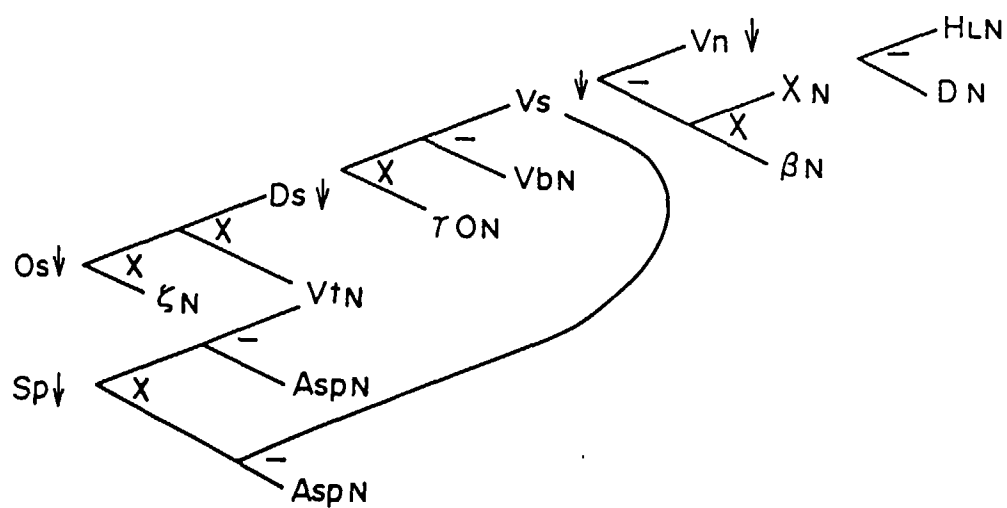 HLN
Vn ↓ –
– DN
XN
Vs ↓ X
– βN
X VbN
Ds ↓ τON
X
Os↓ X
ζN VtN
–
Sp↓ X AspN
–
AspN